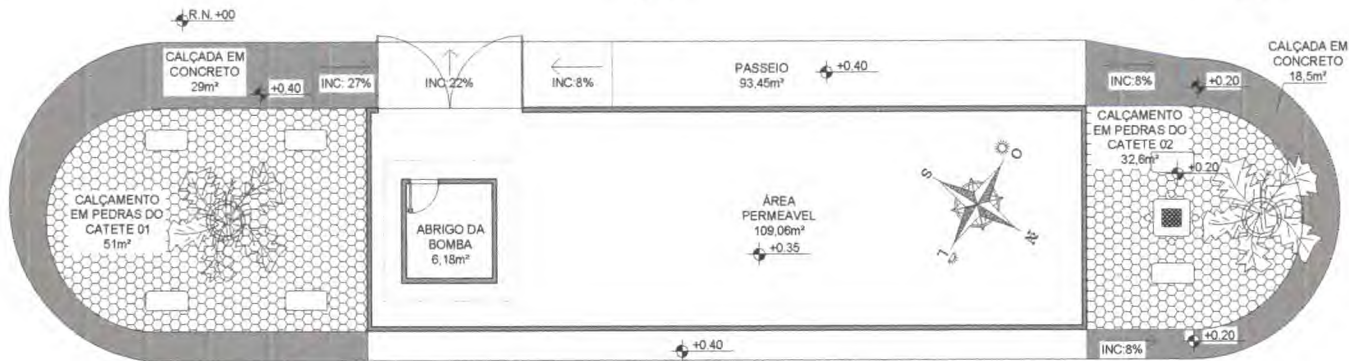 R.N. +00
CALÇADA EM
CONCRETO
29m²
+0.40
INC: 27%
INC:22%
INC:8%
PASSEIO
93,45m²
+0.40
INC:8%
+0.20
CALÇADA EM
CONCRETO
18,5m²
CALÇAMENTO
EM PEDRAS DO
CATETE 02
32,6m²
+0.20
CALÇAMENTO
EM PEDRAS DO
CATETE 01
51m²
ABRIGO DA
BOMBA
6,18m²
ÁREA
PERMEAVEL
109,06m²
+0.35
S
O
N
L
+0.40
INC:8%
+0.20